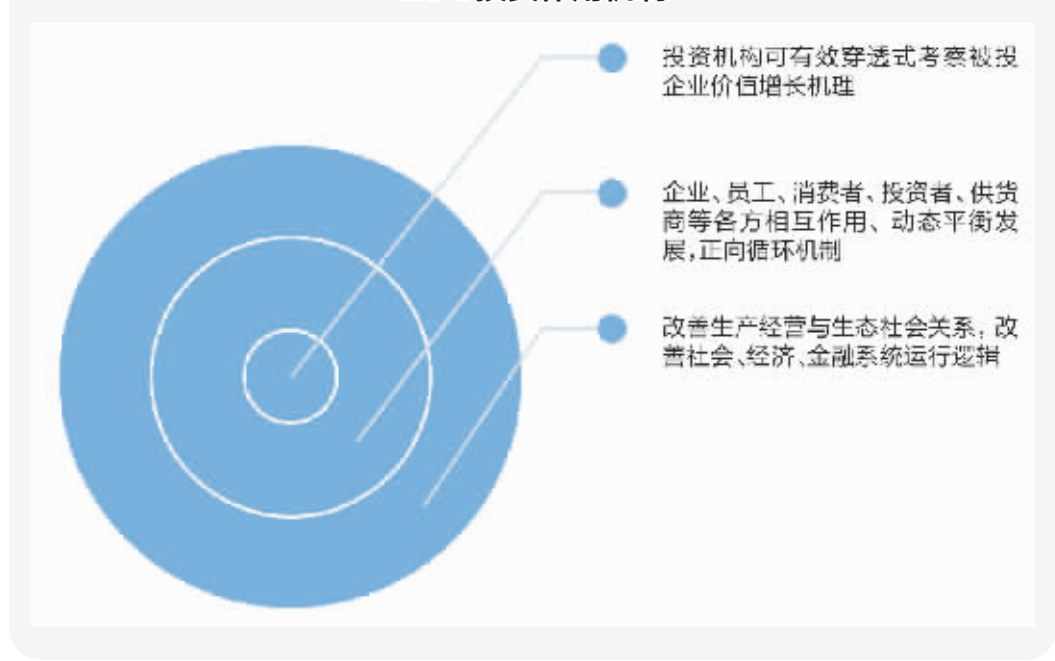 投资机构可有效穿透式考察被投
企业价值增长机理
企业、员工、消费者、投资者、供货
商等各方相互作用、动态平衡发
展,正向循环机制
改善生产经营与生态社会关系，改
善社会、经济、金融系统运行逻辑